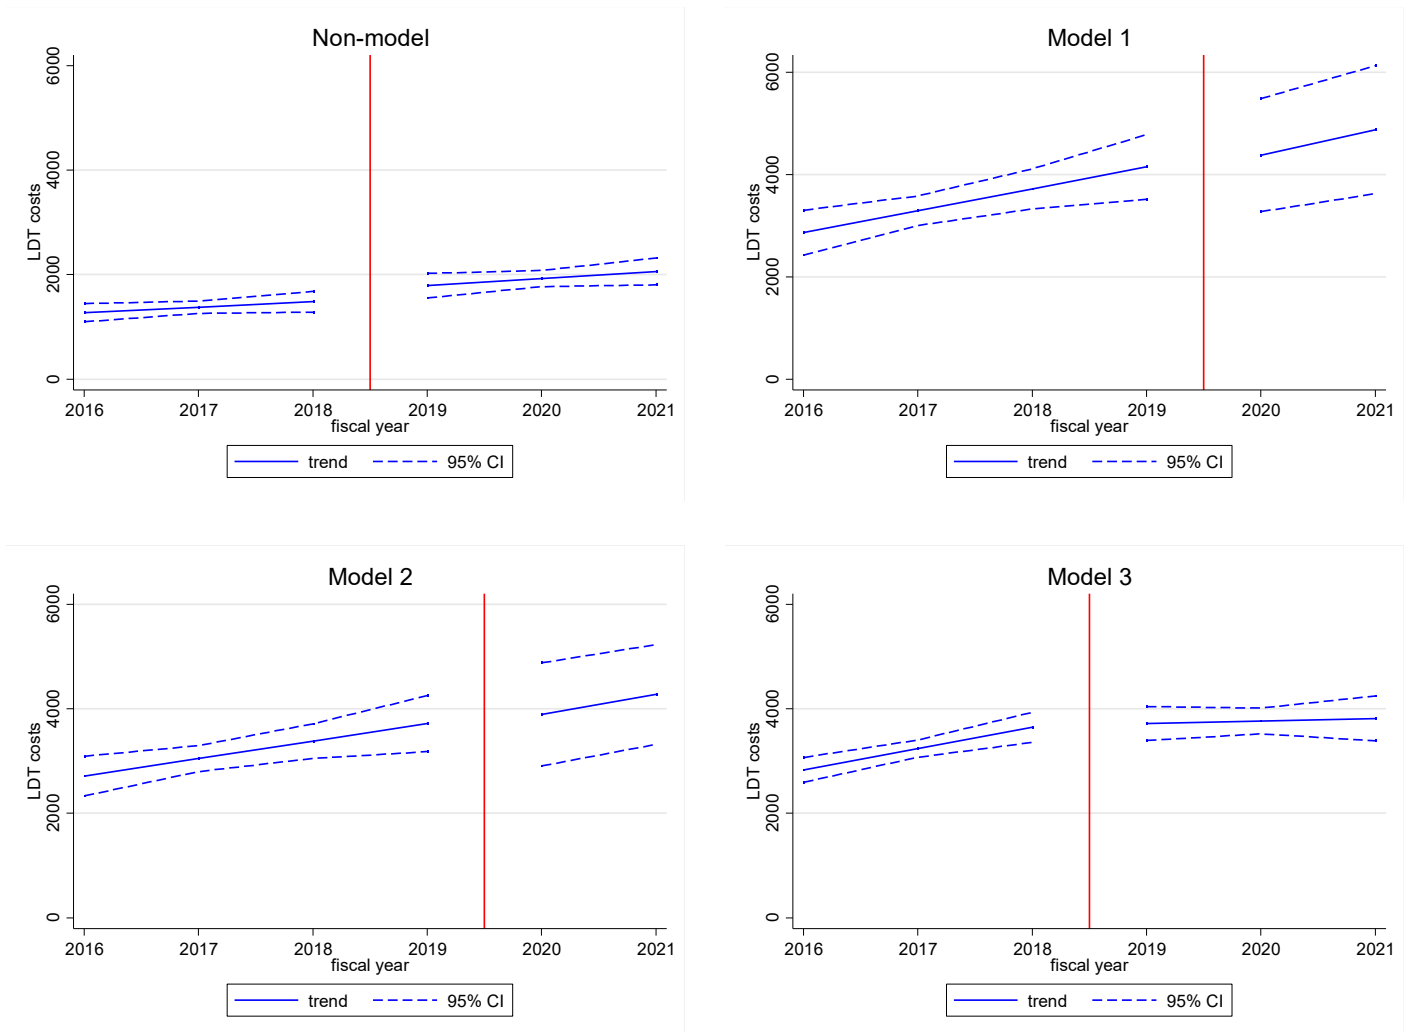 Non-model
LDT costs
6000
4000
2000
0
2016 2017 2018 2019 2020 2021
fiscal year
trend 95% CI
Model 1
LDT costs
6000
4000
2000
0
2016 2017 2018 2019 2020 2021
fiscal year
trend 95% CI
Model 2
LDT costs
6000
4000
2000
0
2016 2017 2018 2019 2020 2021
fiscal year
trend 95% CI
Model 3
LDT costs
6000
4000
2000
0
2016 2017 2018 2019 2020 2021
fiscal year
trend 95% CI